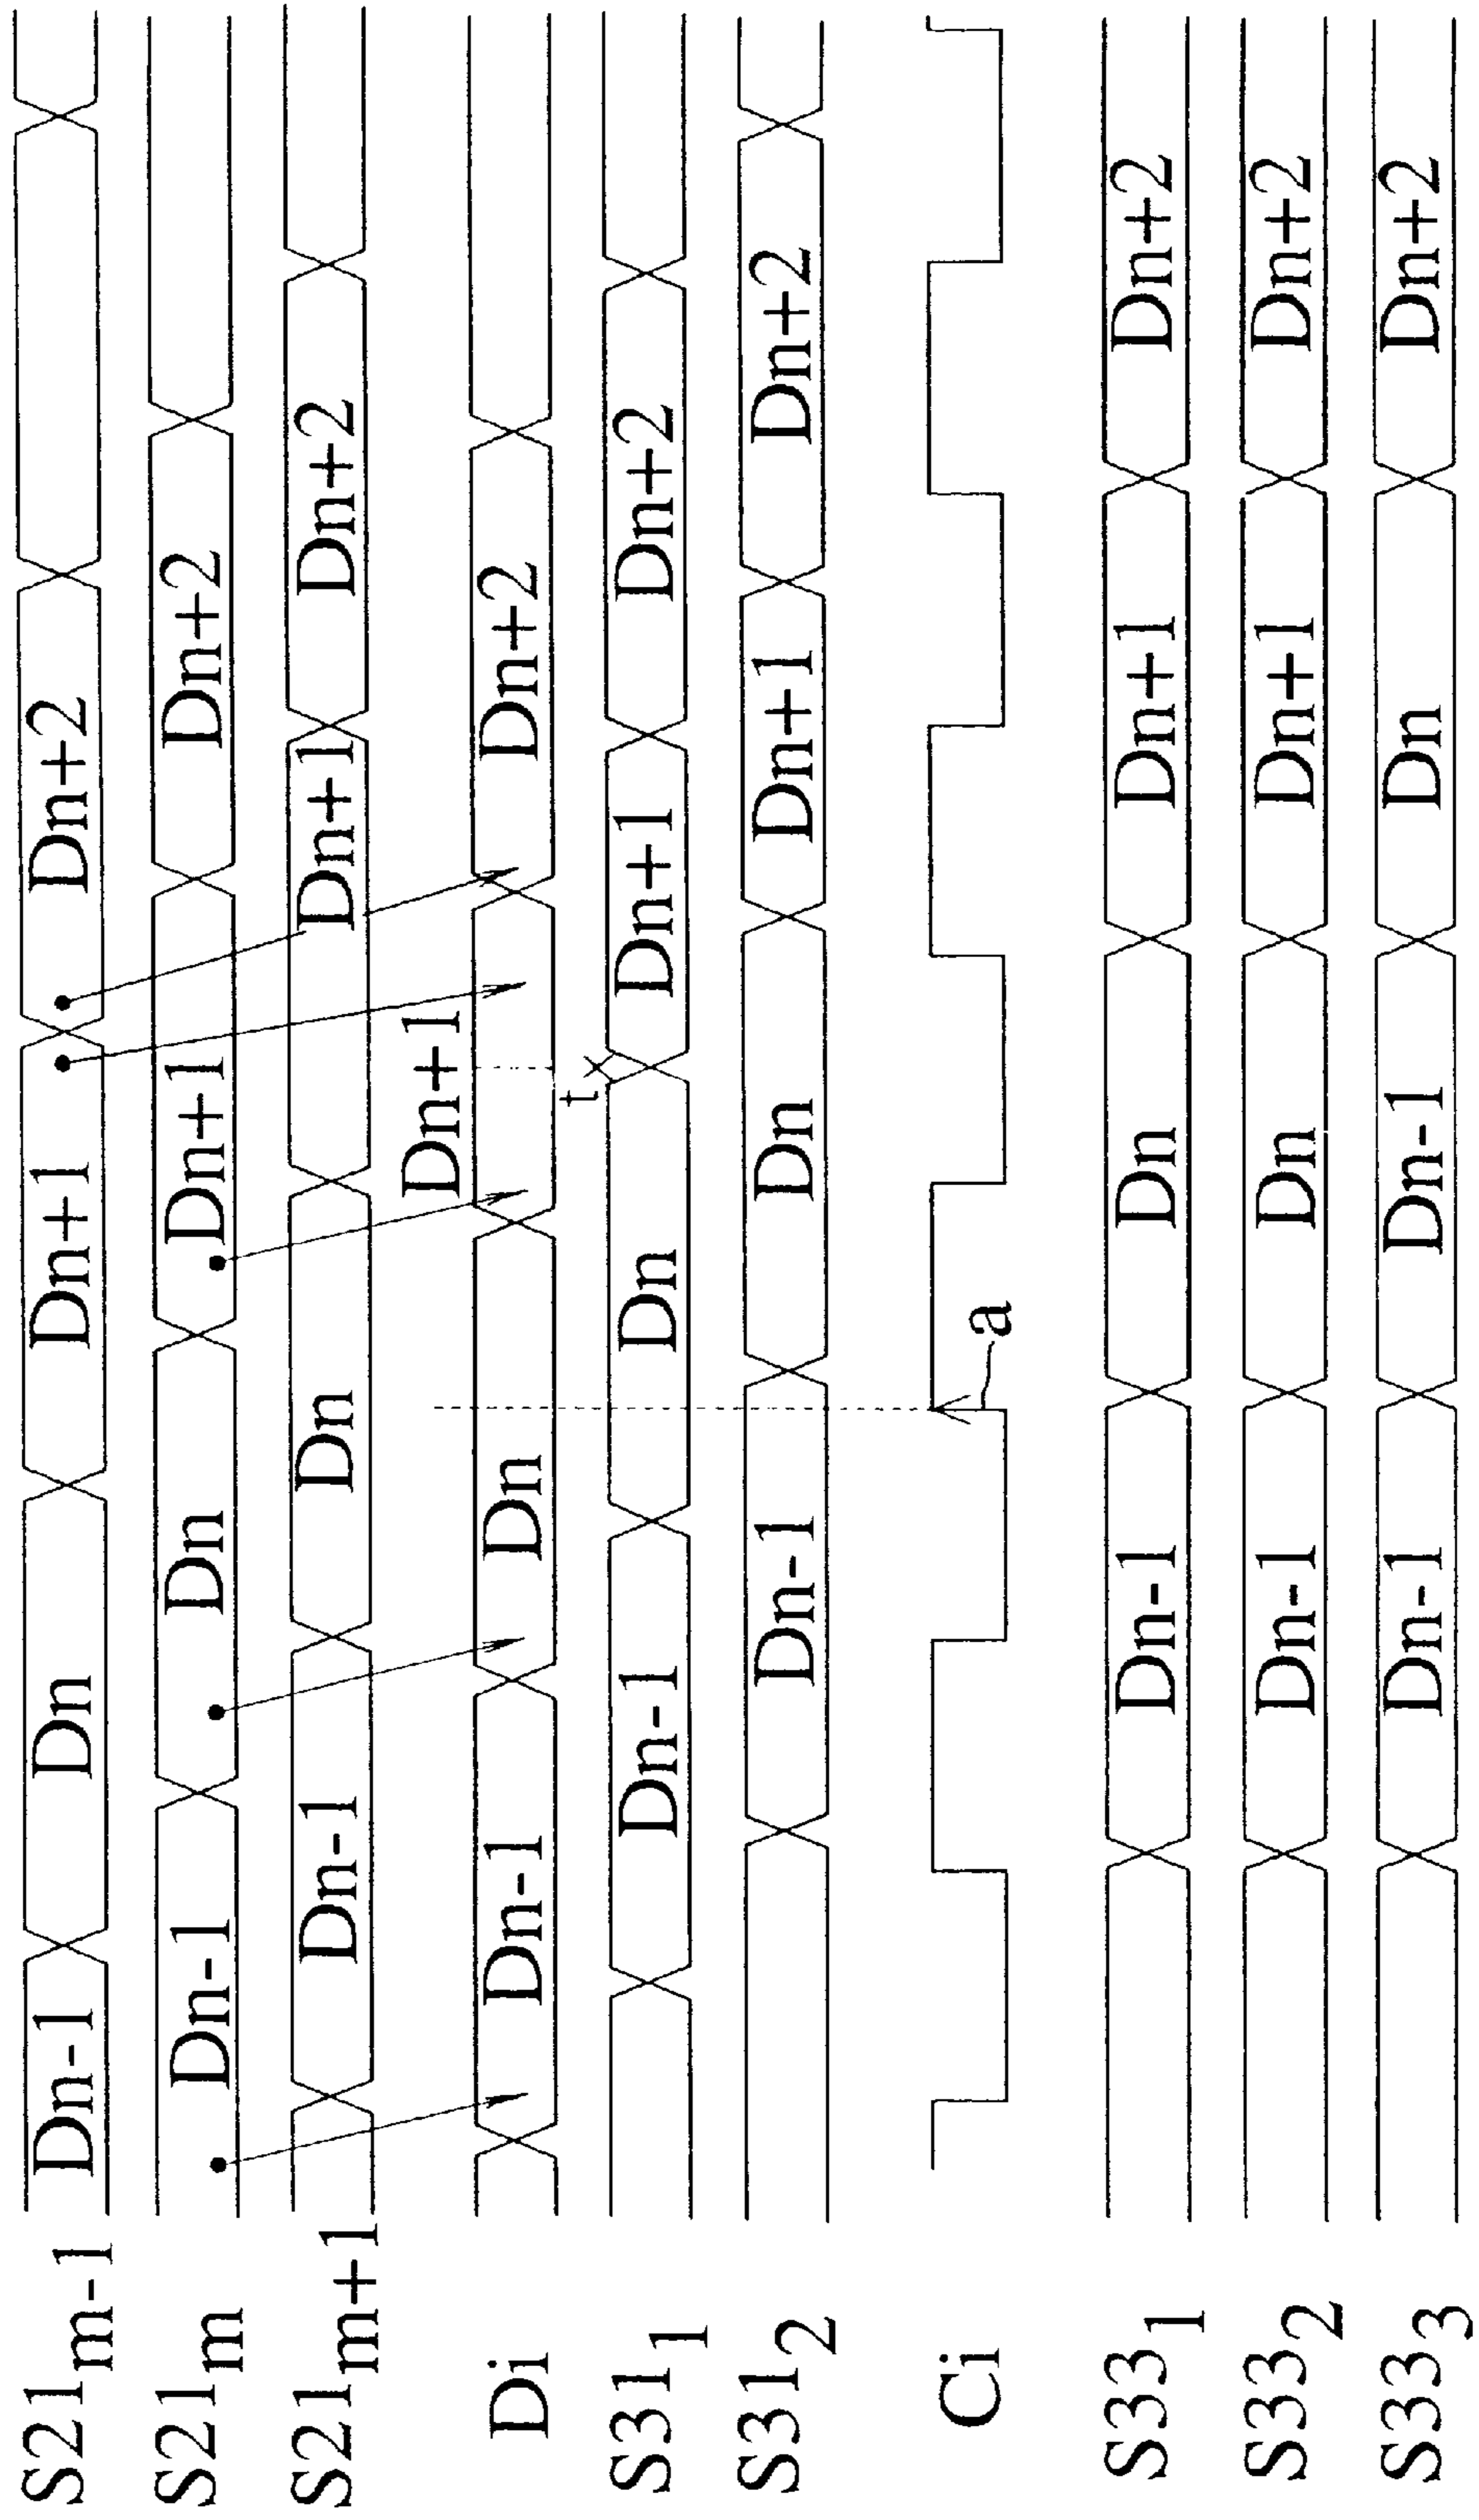 S21m-1 Dn-1 Dn Dn+1 Dn+2
S21m Dn-1 Dn Dn+1 Dn+2
S21m+1 Dn-1 Dn Dn+1 Dn+2
Di Dn-1 Dn Dn+1 Dn+2
t
S311 Dn-1 Dn Dn+1 Dn+2
S312 Dn-1 Dn Dn+1 Dn+2
Ci a
S331 Dn-1 Dn Dn+1 Dn+2
S332 Dn-1 Dn Dn+1 Dn+2
S333 Dn-1 Dn-1 Dn Dn+2